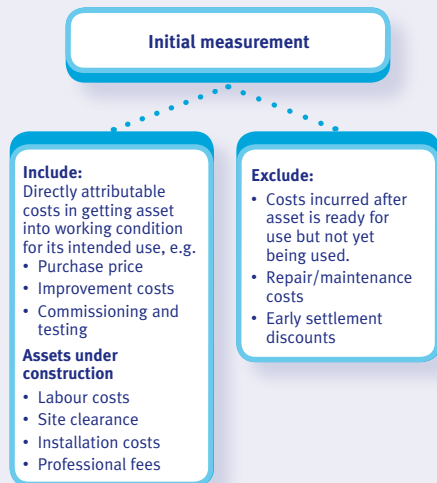 Initial measurement
Include:
Directly attributable
costs in getting asset
into working condition
for its intended use, e.g.
• Purchase price
• Improvement costs
• Commissioning and
testing
Assets under
construction
• Labour costs
• Site clearance
• Installation costs
• Professional fees
Exclude:
• Costs incurred after
asset is ready for
use but not yet
being used.
• Repair/maintenance
costs
• Early settlement
discounts